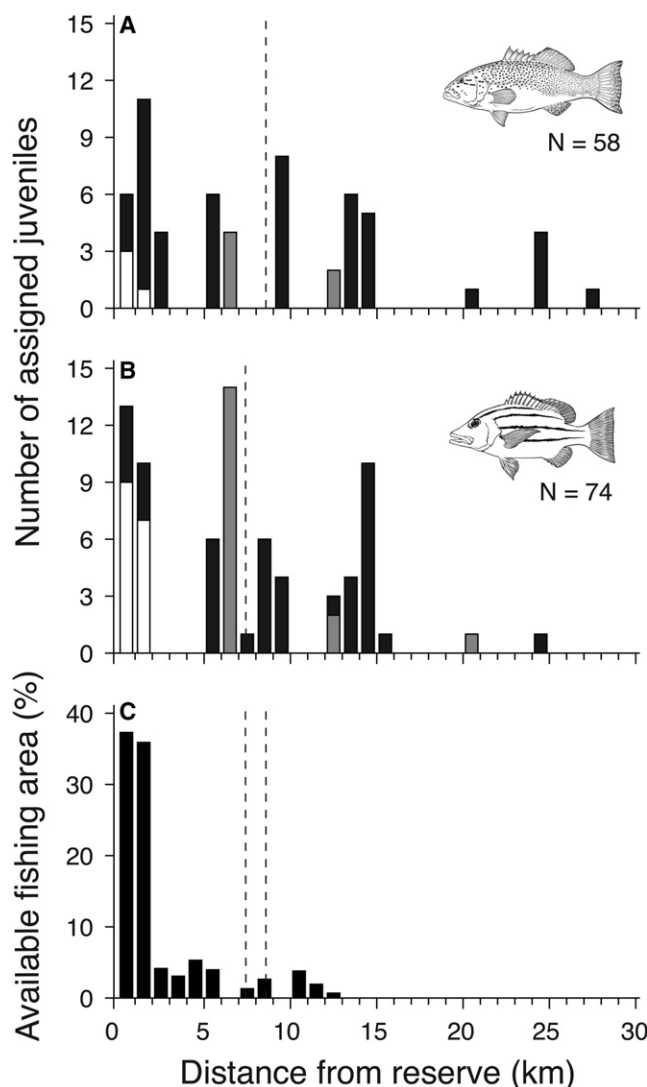 Number of assigned juveniles
A
15
12
9
6
3
0
N = 58
B
15
12
9
6
3
0
N = 74
Available fishing area (%)
C
40
30
20
10
0
0 5 10 15 20 25 30
Distance from reserve (km)